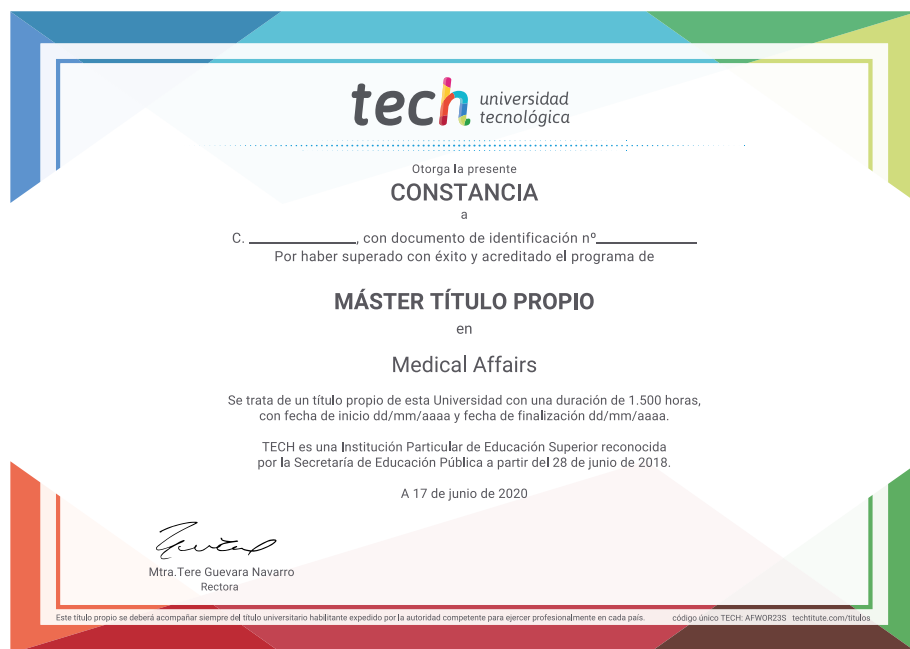 tech universidad
tecnológica
Otorga la presente
CONSTANCIA
a
C. ____________, con documento de identificación nº____________
Por haber superado con éxito y acreditado el programa de
MÁSTER TÍTULO PROPIO
en
Medical Affairs
Se trata de un título propio de esta Universidad con una duración de 1.500 horas,
con fecha de inicio dd/mm/aaaa y fecha de finalización dd/mm/aaaa.
TECH es una Institución Particular de Educación Superior reconocida
por la Secretaría de Educación Pública a partir del 28 de junio de 2018.
A 17 de junio de 2020
Mtra.Tere Guevara Navarro
Rectora
Este título propio se deberá acompañar siempre del título universitario habilitante expedido por la autoridad competente para ejercer profesionalmente en cada país. código único TECH: AFWOR23S techtitute.com/titulos